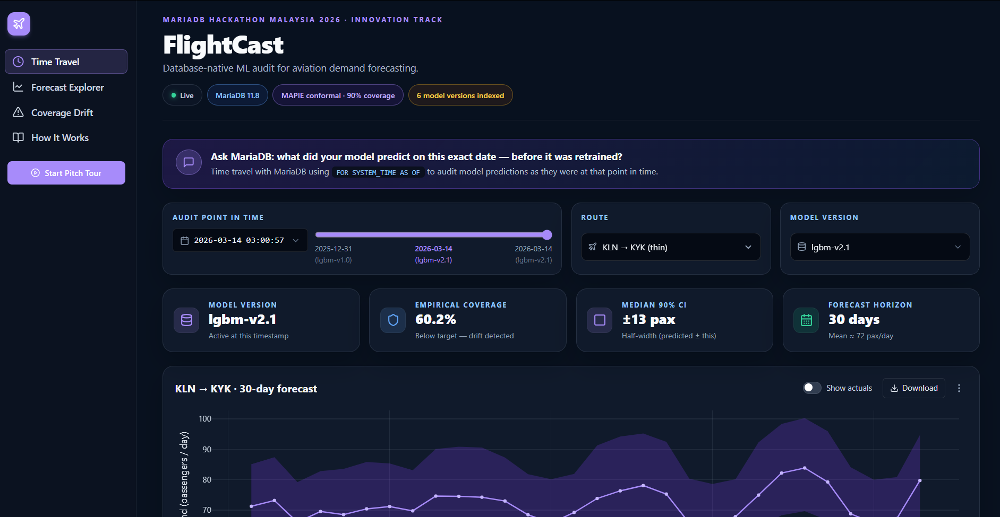 MARIADB HACKATHON MALAYSIA 2026 · INNOVATION TRACK
FlightCast
Database-native ML audit for aviation demand forecasting.
Live
MariaDB 11.8
MAPIE conformal · 90% coverage
6 model versions indexed
Time Travel
Forecast Explorer
Coverage Drift
How It Works
Start Pitch Tour
Ask MariaDB: what did your model predict on this exact date — before it was retrained?
Time travel with MariaDB using FOR SYSTEM_TIME AS OF to audit model predictions as they were at that point in time.
AUDIT POINT IN TIME
2026-03-14 03:00:57
2025-12-31
(lgbm-v1.0)
2026-03-14
(lgbm-v2.1)
2026-03-14
(lgbm-v2.1)
ROUTE
KLN → KYK (thin)
MODEL VERSION
lgbm-v2.1
MODEL VERSION
lgbm-v2.1
Active at this timestamp
EMPIRICAL COVERAGE
60.2%
Below target — drift detected
MEDIAN 90% CI
±13 pax
Half-width (predicted ± this)
FORECAST HORIZON
30 days
Mean ≈ 72 pax/day
KLN → KYK · 30-day forecast
Show actuals
Download
100
90
80
70
nd (passengers / day)